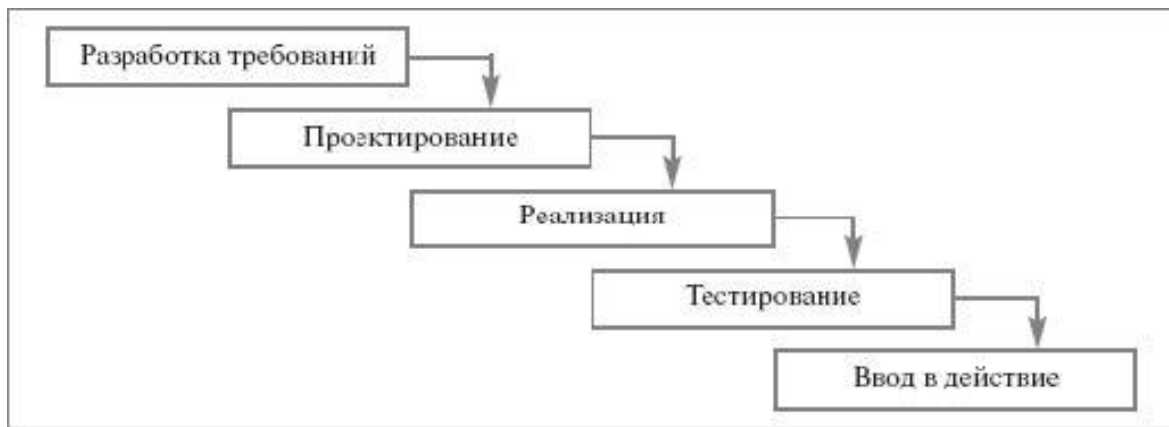 Разработка требований
Проектирование
Реализация
Тестирование
Ввод в действие